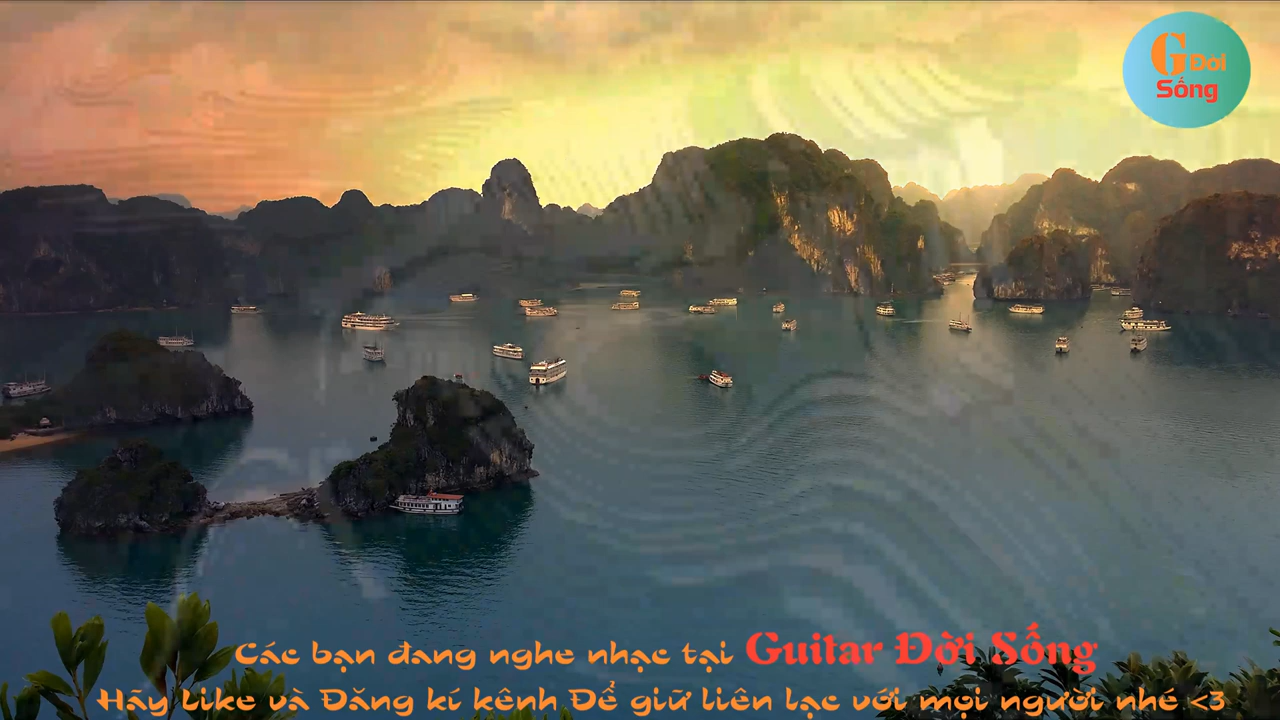 G Đời
Sống
Các bạn đang nghe nhạc tại Guitar Đời Sống
Hãy Like và Đăng kí kênh Để giữ liên lạc với mọi người nhé <3